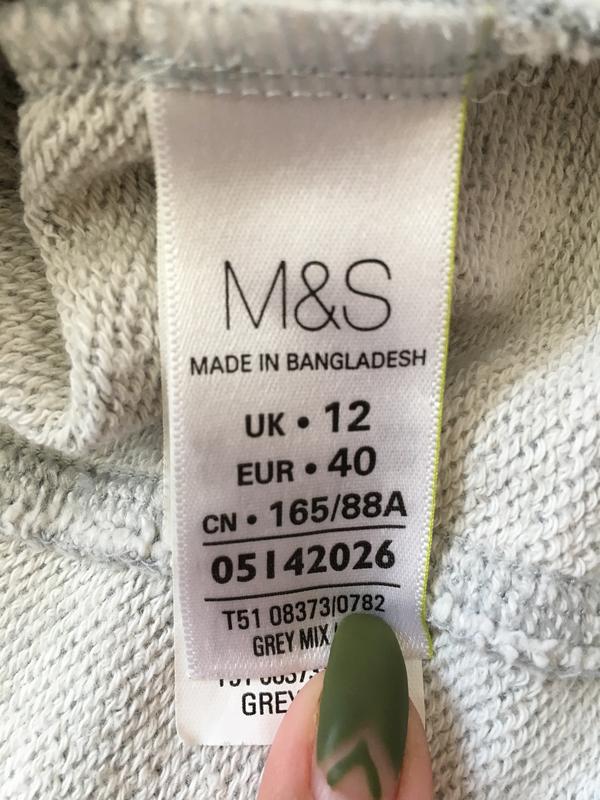 M&S
MADE IN BANGLADESH
UK • 12
EUR • 40
CN • 165/88A
05142026
T51 08373/0782
GREY MIX
GREY